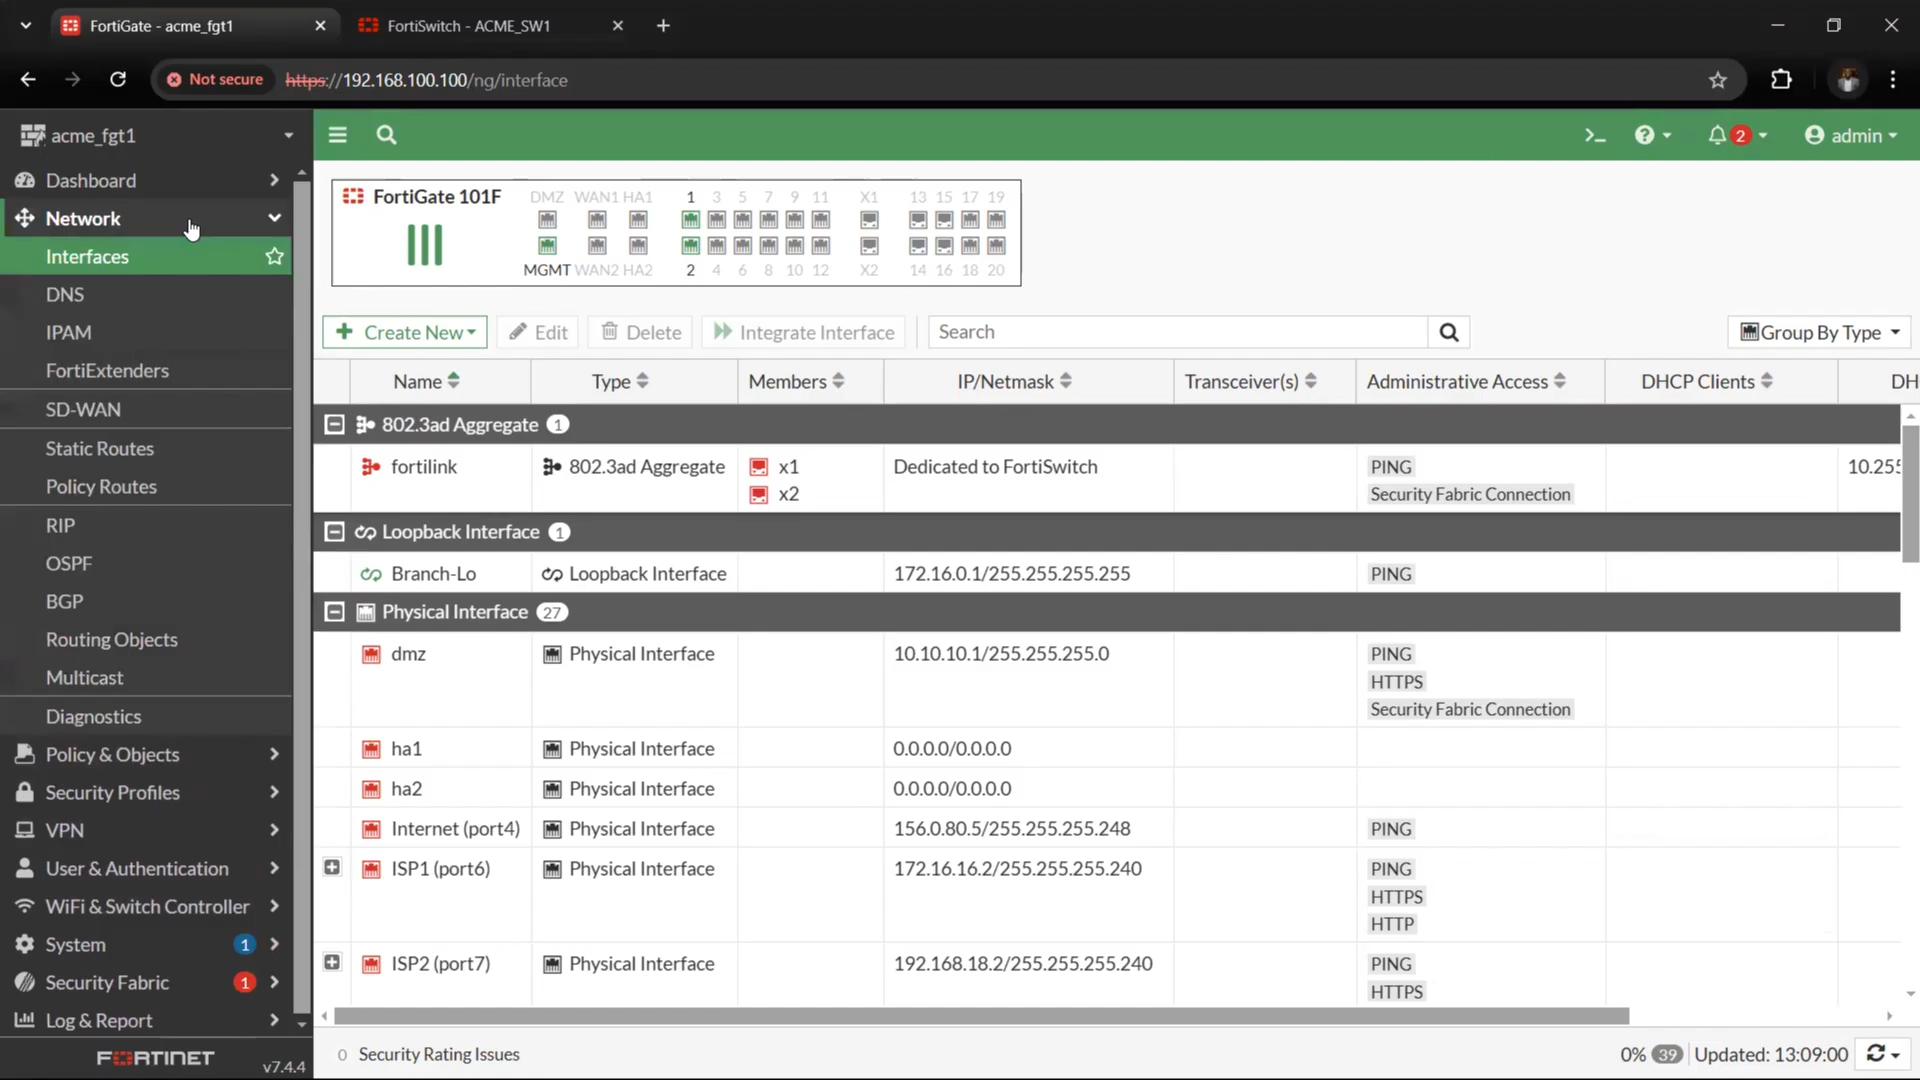 FortiGate - acme_fgt1
FortiSwitch - ACME_SW1
Not secure
https://192.168.100.100/ng/interface
acme_fgt1
2
admin
Dashboard
Network
Interfaces
DNS
IPAM
FortiExtenders
SD-WAN
Static Routes
Policy Routes
RIP
OSPF
BGP
Routing Objects
Multicast
Diagnostics
Policy & Objects
Security Profiles
VPN
User & Authentication
WiFi & Switch Controller
System 1
Security Fabric 1
Log & Report
FORTINET v7.4.4
FortiGate 101F
DMZ WAN1 HA1 1 3 5 7 9 11 X1 13 15 17 19
MGMT WAN2 HA2 2 4 6 8 10 12 X2 14 16 18 20
+ Create New Edit Delete Integrate Interface Search Group By Type
Name Type Members IP/Netmask Transceiver(s) Administrative Access DHCP Clients DH
802.3ad Aggregate 1
fortilink 802.3ad Aggregate x1 Dedicated to FortiSwitch PING 10.255
x2 Security Fabric Connection
Loopback Interface 1
Branch-Lo Loopback Interface 172.16.0.1/255.255.255.255 PING
Physical Interface 27
dmz Physical Interface 10.10.10.1/255.255.255.0 PING
HTTPS
Security Fabric Connection
ha1 Physical Interface 0.0.0.0/0.0.0.0
ha2 Physical Interface 0.0.0.0/0.0.0.0
Internet (port4) Physical Interface 156.0.80.5/255.255.255.248 PING
ISP1 (port6) Physical Interface 172.16.16.2/255.255.255.240 PING
HTTPS
HTTP
ISP2 (port7) Physical Interface 192.168.18.2/255.255.255.240 PING
HTTPS
0 Security Rating Issues
0% 39 Updated: 13:09:00